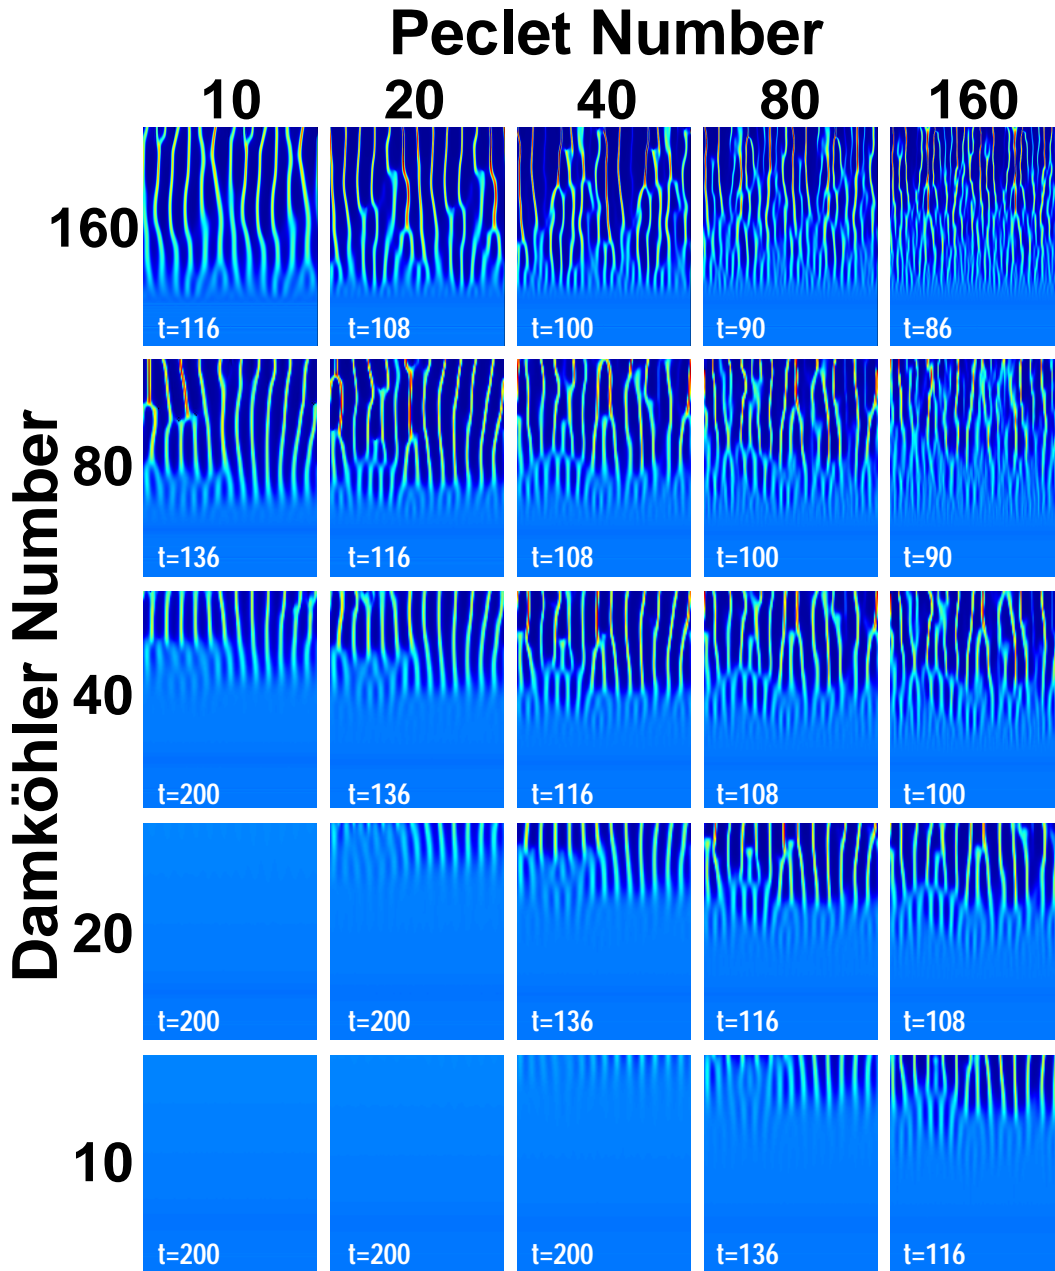 Peclet Number
10 20 40 80 160
Damköhler Number
160
t=116 t=108 t=100 t=90 t=86
80
t=136 t=116 t=108 t=100 t=90
40
t=200 t=136 t=116 t=108 t=100
20
t=200 t=200 t=136 t=116 t=108
10
t=200 t=200 t=200 t=136 t=116